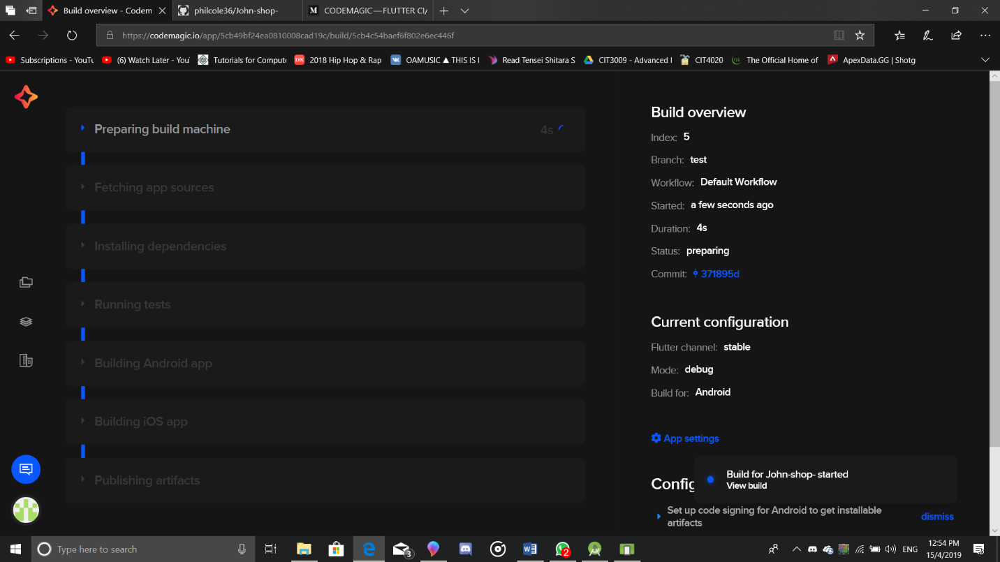 Build overview - Codem
philcole36/John-shop-
CODEMAGIC — FLUTTER CI/
https://codemagic.io/app/5cb49bf24ea0810008cad19c/build/5cb4c54baef6f802e6ec446f
Subscriptions - YouTu
(6) Watch Later - You
Tutorials for Compute
DX
2018 Hip Hop & Rap
OAMUSIC ▲ THIS IS I
Read Tensei Shitara S
CIT3009 - Advanced I
CIT4020
The Official Home of
ApexData.GG | Shotg
Preparing build machine
4s
Fetching app sources
Installing dependencies
Running tests
Building Android app
Building iOS app
Publishing artifacts
Build overview
Index: 5
Branch: test
Workflow: Default Workflow
Started: a few seconds ago
Duration: 4s
Status: preparing
Commit: 371895d
Current configuration
Flutter channel: stable
Mode: debug
Build for: Android
App settings
Build for John-shop- started
View build
Config
Set up code signing for Android to get installable
artifacts
dismiss
Type here to search
3
2
ENG
12:54 PM
15/4/2019